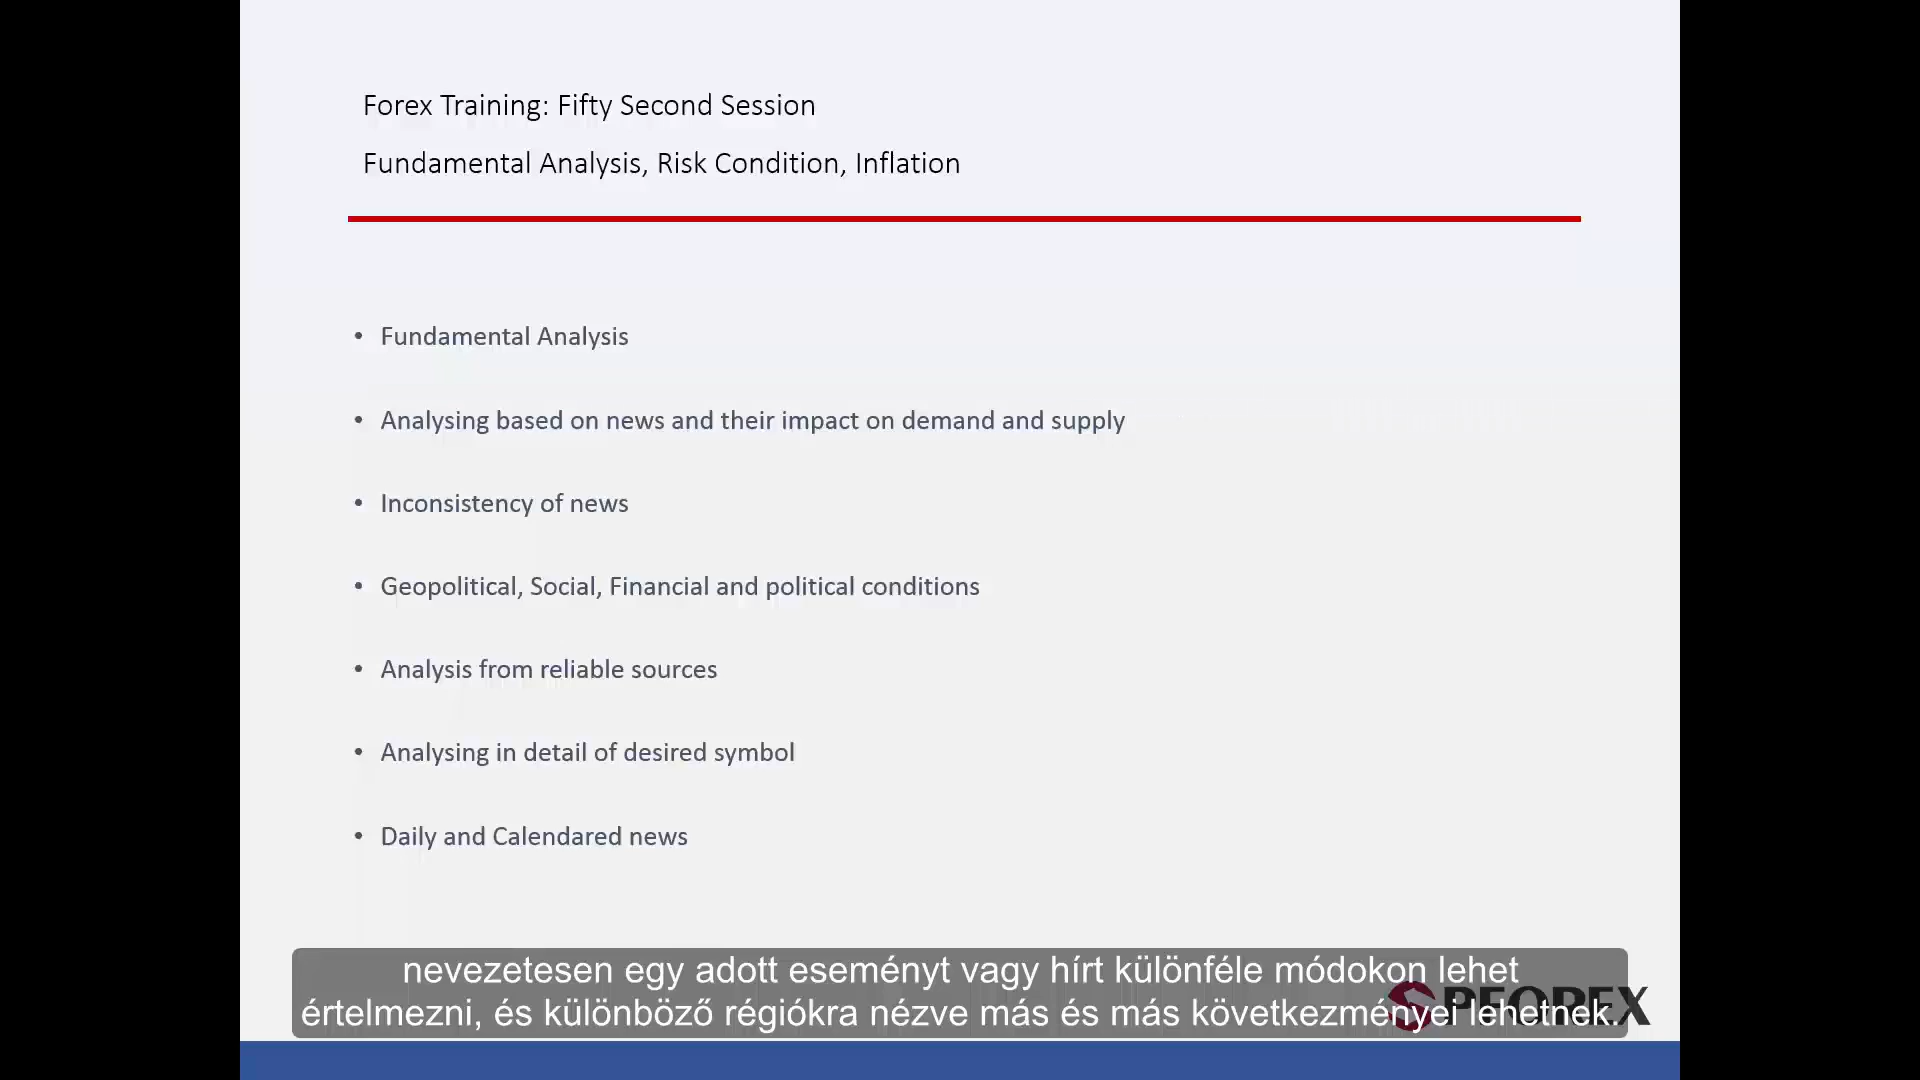 Forex Training: Fifty Second Session
Fundamental Analysis, Risk Condition, Inflation
• Fundamental Analysis
• Analysing based on news and their impact on demand and supply
• Inconsistency of news
• Geopolitical, Social, Financial and political conditions
• Analysis from reliable sources
• Analysing in detail of desired symbol
• Daily and Calendared news
nevezetesen egy adott eseményt vagy hírt különféle módokon lehet
értelmezni, és különböző régiókra nézve más és más következményei lehetnek.